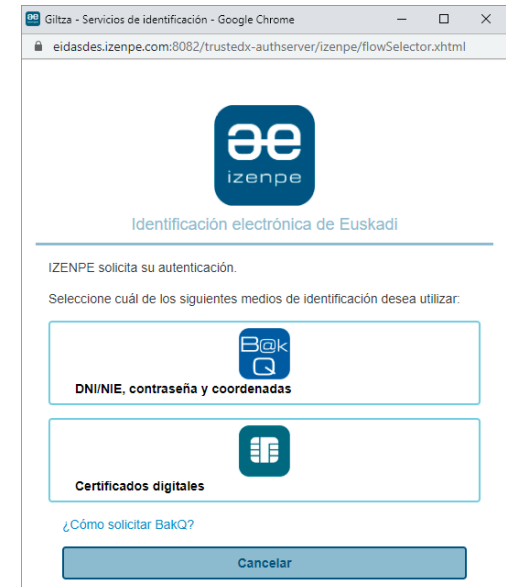 Giltza - Servicios de identificación - Google Chrome
eidasdes.izenpe.com:8082/trustedx-authserver/izenpe/flowSelector.xhtml
izenpe
Identificación electrónica de Euskadi
IZENPE solicita su autenticación.
Seleccione cuál de los siguientes medios de identificación desea utilizar:
B@k
Q
DNI/NIE, contraseña y coordenadas
Certificados digitales
¿Cómo solicitar BakQ?
Cancelar